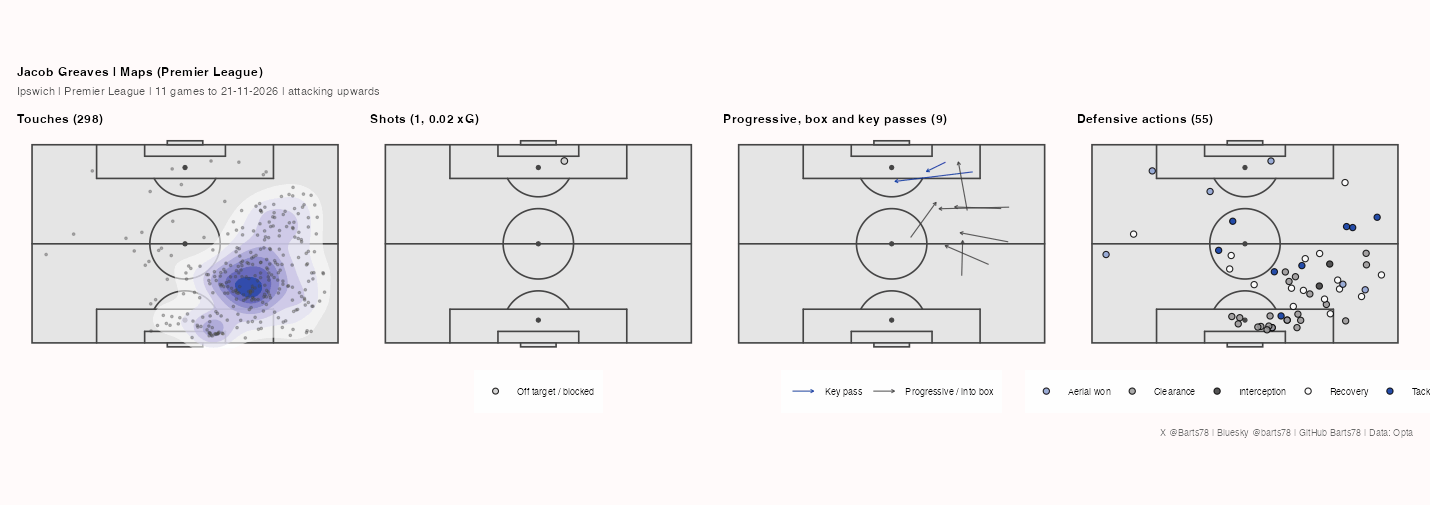 Jacob Greaves | Maps (Premier League)
Ipswich | Premier League | 11 games to 21-11-2026 | attacking upwards
Touches (298)
Shots (1, 0.02 xG)
Progressive, box and key passes (9)
Defensive actions (55)
Off target / blocked
Key pass
Progressive / into box
Aerial won
Clearance
Interception
Recovery
Tack
X @Barts78 | Bluesky @barts78 | GitHub Barts78 | Data: Opta